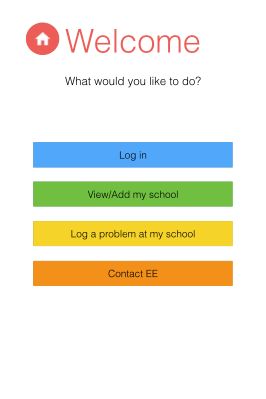 Welcome
What would you like to do?
Log in
View/Add my school
Log a problem at my school
Contact EE